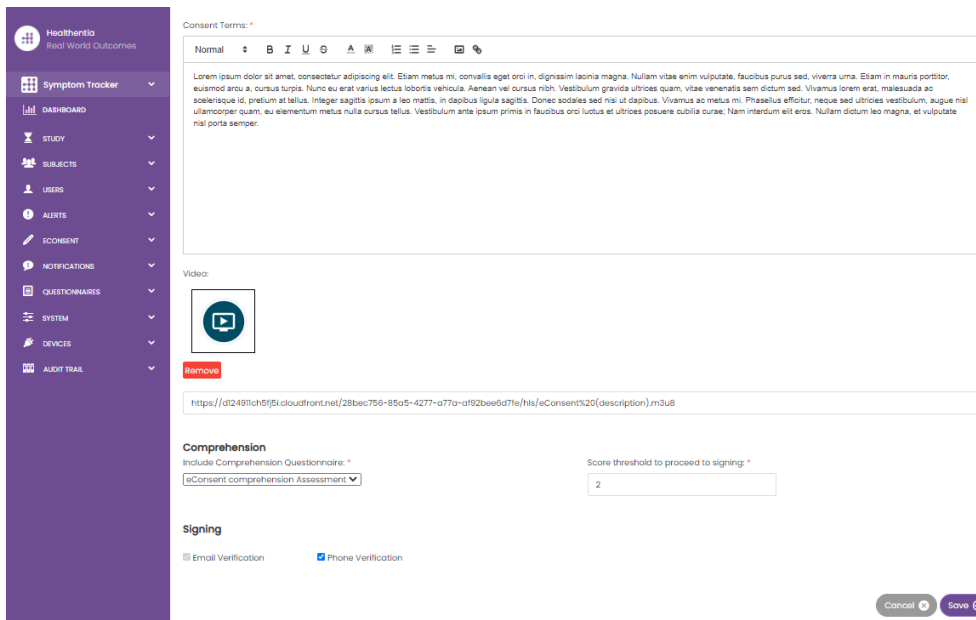 Healthentia
Real World Outcomes
Symptom Tracker
DASHBOARD
STUDY
SUBJECTS
USERS
ALERTS
ECONSENT
NOTIFICATIONS
QUESTIONNAIRES
SYSTEM
DEVICES
AUDIT TRAIL
Consent Terms: *
Normal B I U S A A
Lorem ipsum dolor sit amet, consectetur adipiscing elit. Etiam metus mi, convallis eget orci in, dignissim lacinia magna. Nullam vitae enim vulputate, faucibus purus sed, viverra urna. Etiam in mauris porttitor,
euismod arcu a, cursus turpis. Nunc eu erat varius lectus lobortis vehicula. Aenean vel cursus nibh. Vestibulum gravida ultrices quam, vitae venenatis sem dictum sed. Vivamus lorem erat, malesuada ac
scelerisque id, pretium at tellus. Integer sagittis ipsum a leo mattis, in dapibus ligula sagittis. Donec sodales sed nisi ut dapibus. Vivamus ac metus mi. Phasellus efficitur, neque sed ultricies vestibulum, augue nisl
ullamcorper quam, eu elementum metus nulla cursus tellus. Vestibulum ante ipsum primis in faucibus orci luctus et ultrices posuere cubilia curae; Nam interdum elit eros. Nullam dictum leo magna, et vulputate
nisl porta semper.
Video:
Remove
https://d124911ch5fj5i.cloudfront.net/28bec756-85a5-4277-a77a-af92bee6d7fe/hls/eConsent%20(description).m3u8
Comprehension
Include Comprehension Questionnaire: *
eConsent comprehension Assessment
Score threshold to proceed to signing: *
2
Signing
Email Verification
Phone Verification
Cancel
Save